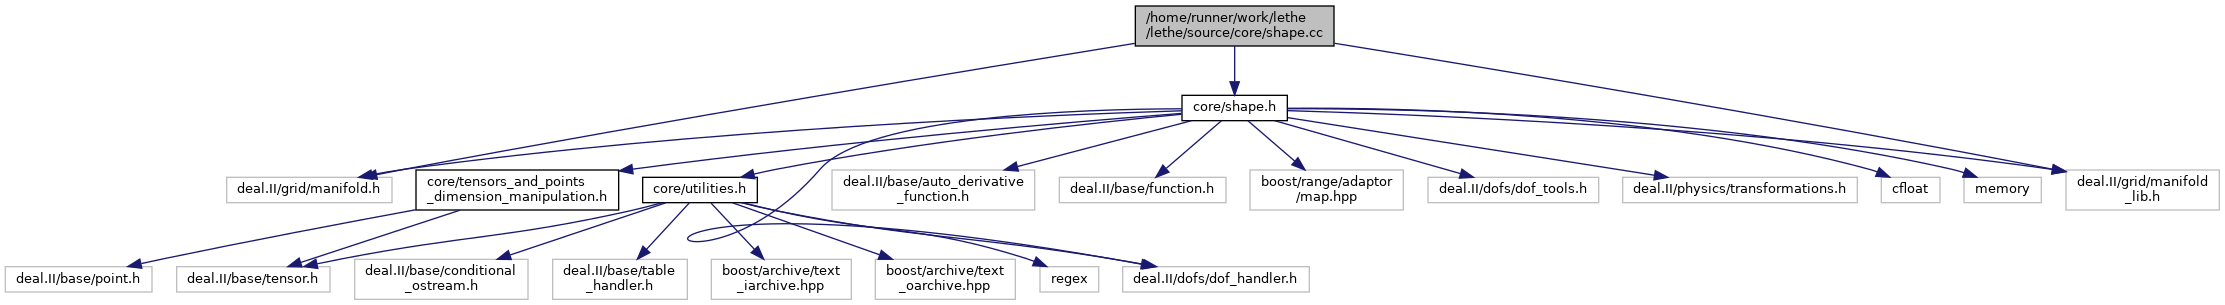 /home/runner/work/lethe
/lethe/source/core/shape.cc
core/shape.h
deal.II/grid/manifold.h
core/tensors_and_points
_dimension_manipulation.h
core/utilities.h
deal.II/base/auto_derivative
_function.h
deal.II/base/function.h
boost/range/adaptor
/map.hpp
deal.II/dofs/dof_tools.h
deal.II/physics/transformations.h
cfloat
memory
deal.II/grid/manifold
_lib.h
deal.II/base/point.h
deal.II/base/tensor.h
deal.II/base/conditional
_ostream.h
deal.II/base/table
_handler.h
boost/archive/text
_iarchive.hpp
boost/archive/text
_oarchive.hpp
regex
deal.II/dofs/dof_handler.h